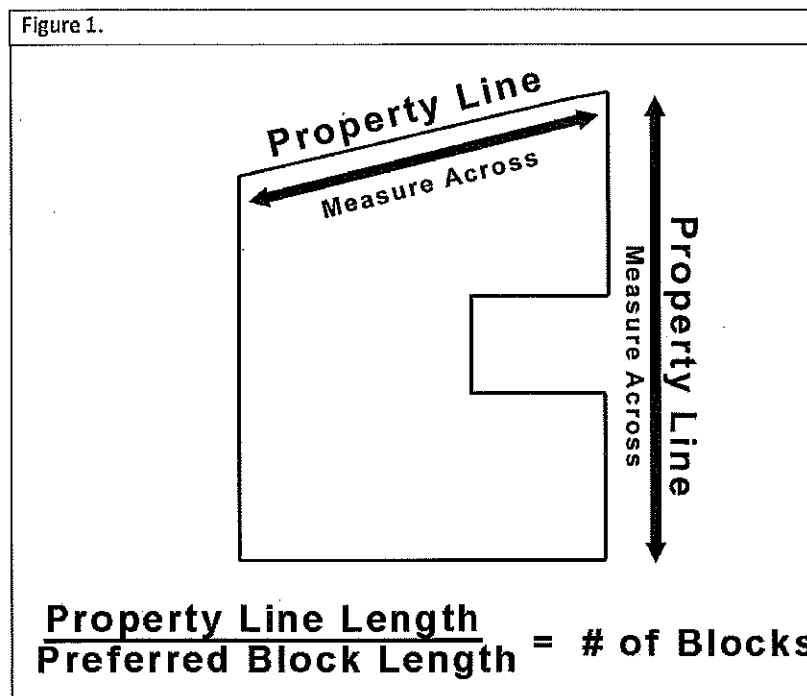 Figure 1.
Property Line
Measure Across
Property Line
Measure Across
Property Line Length
Preferred Block Length
= # of Blocks